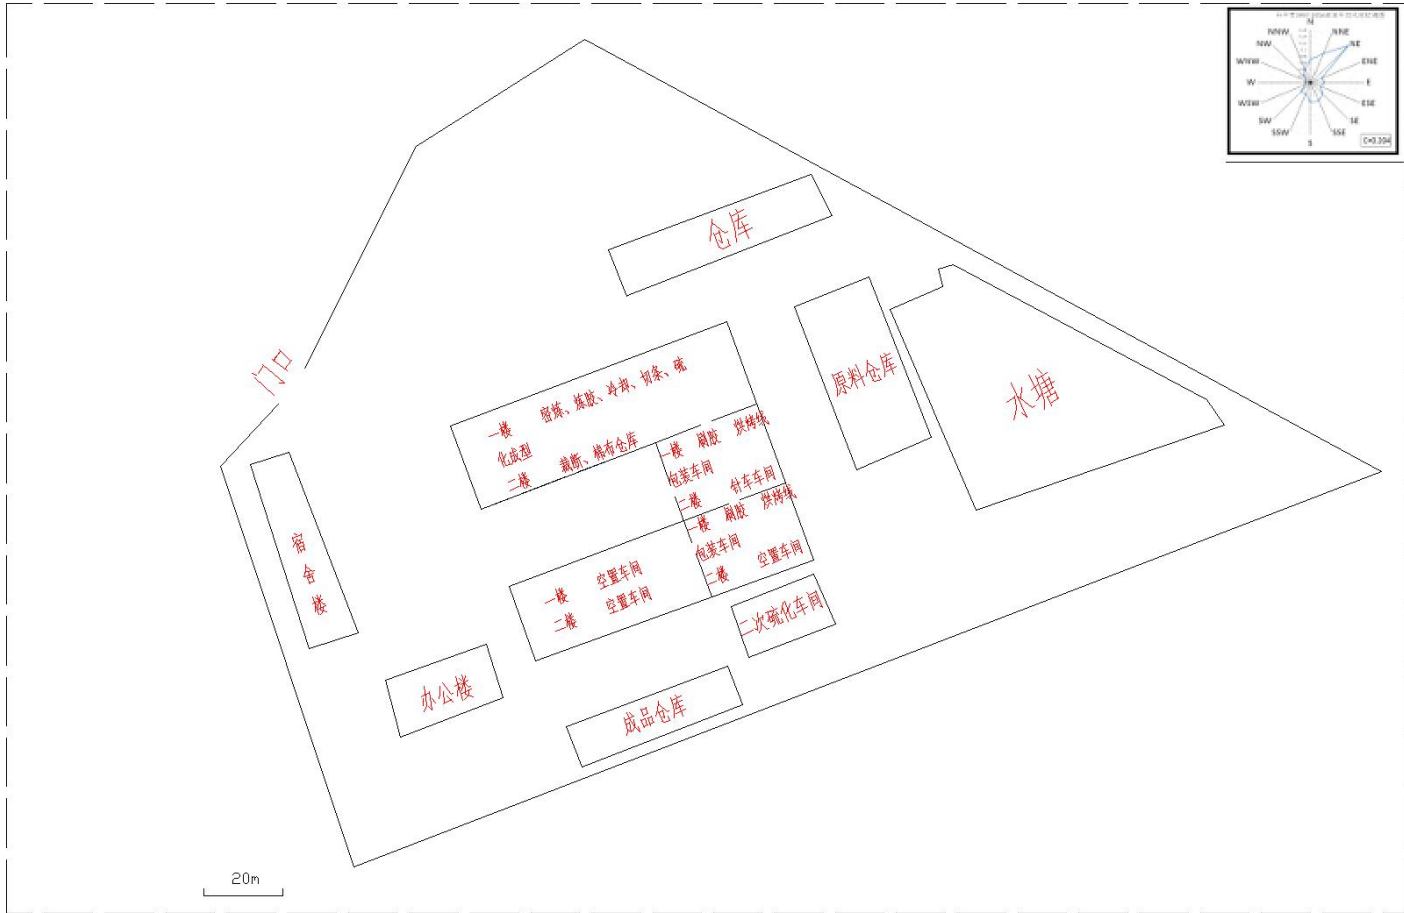 N
NNW
NNE
NW
NE
WNW
ENE
W
E
WSW
ESE
SW
SE
SSW
SSE
S
C=0.204
仓库
门口
原料仓库
水塘
一楼 密炼、炼胶、冷却、切条、硫
化成型
二楼 裁断、棉布仓库
一楼 刷胶 烘烤线
包装车间
二楼 针车车间
一楼 刷胶 烘烤线
包装车间
二楼 空置车间
宿舍楼
一楼 空置车间
二楼 空置车间
二次硫化车间
办公楼
成品仓库
20m